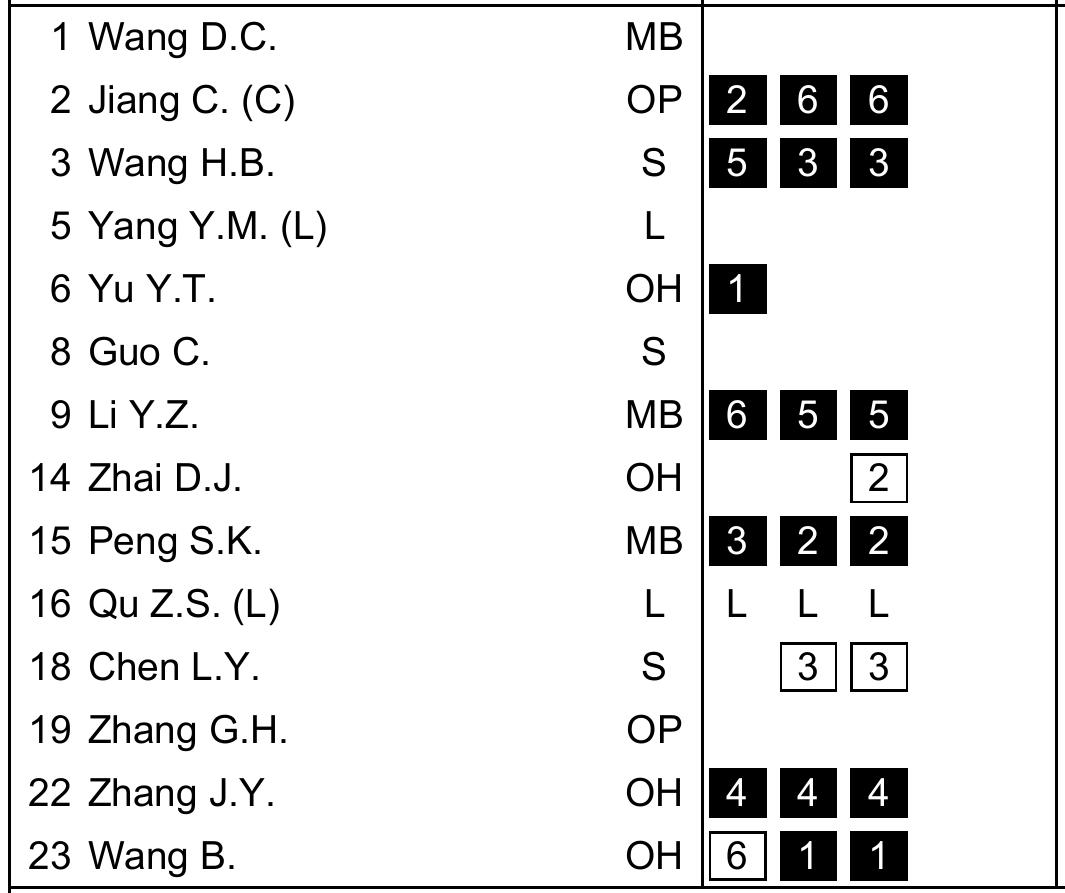 1 Wang D.C. MB
2 Jiang C. (C) OP 2 6 6
3 Wang H.B. S 5 3 3
5 Yang Y.M. (L) L
6 Yu Y.T. OH 1
8 Guo C. S
9 Li Y.Z. MB 6 5 5
14 Zhai D.J. OH 2
15 Peng S.K. MB 3 2 2
16 Qu Z.S. (L) L L L L
18 Chen L.Y. S 3 3
19 Zhang G.H. OP
22 Zhang J.Y. OH 4 4 4
23 Wang B. OH 6 1 1